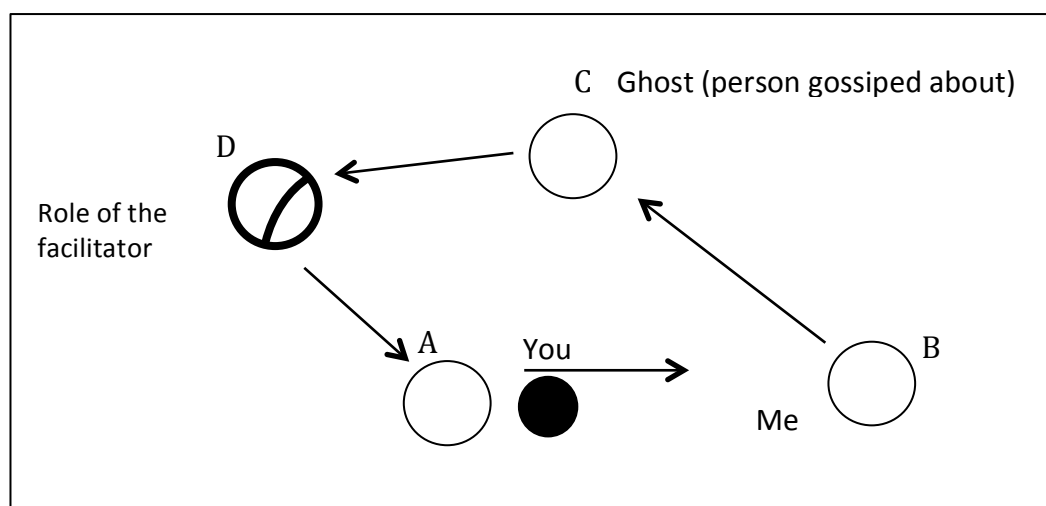 C Ghost (person gossiped about)
D
Role of the
facilitator
A
You
B
Me